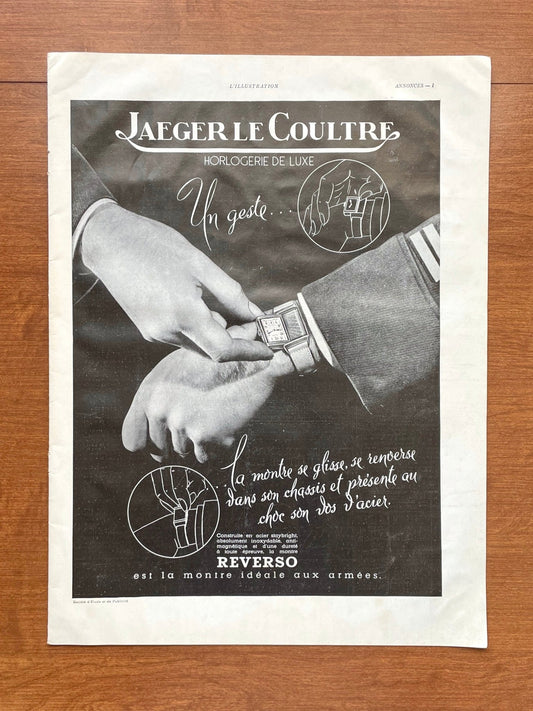 L'ILLUSTRATION
ANNONCES — 1
JAEGER LE COULTRE
HORLOGERIE DE LUXE
Un geste...
...la montre se glisse, se renverse
dans son chassis et présente au
choc son dos d'acier.
Construite en acier staybright,
absolument inoxydable, anti-
magnétique et d'une dureté
à toute épreuve, la montre
REVERSO
est la montre idéale aux armées.